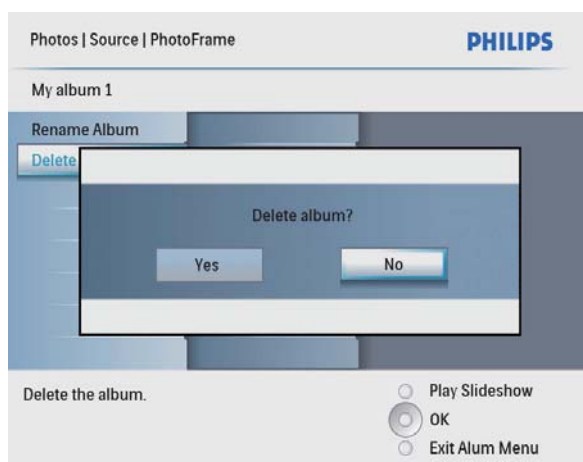 Photos | Source | PhotoFrame
PHILIPS
My album 1
Rename Album
Delete
Delete album?
Yes
No
Delete the album.
Play Slideshow
OK
Exit Alum Menu